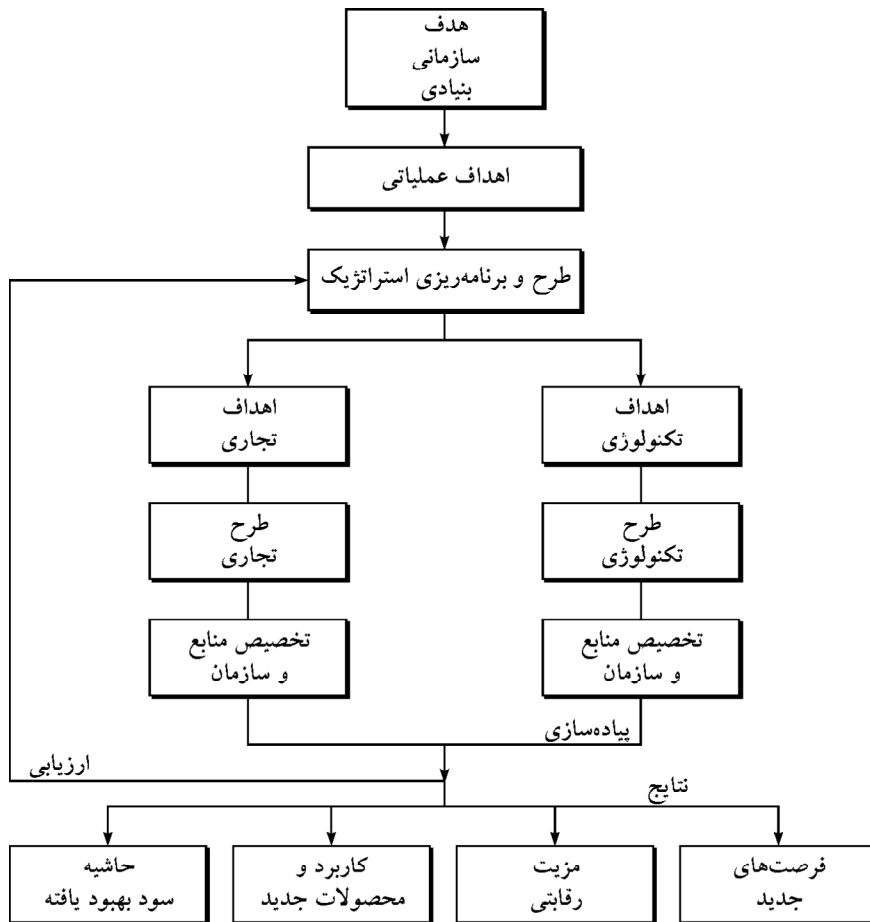 هدف
سازمانی
بنیادی
اهداف عملیاتی
طرح و برنامه‌ریزی استراتژیک
اهداف
تکنولوژی
اهداف
تجاری
طرح
تکنولوژی
طرح
تجاری
تخصیص منابع
و سازمان
تخصیص منابع
و سازمان
پیاده‌سازی
ارزیابی
نتایج
فرصت‌های
جدید
مزیت
رقابتی
کاربرد و
محصولات جدید
حاشیه
سود بهبود یافته